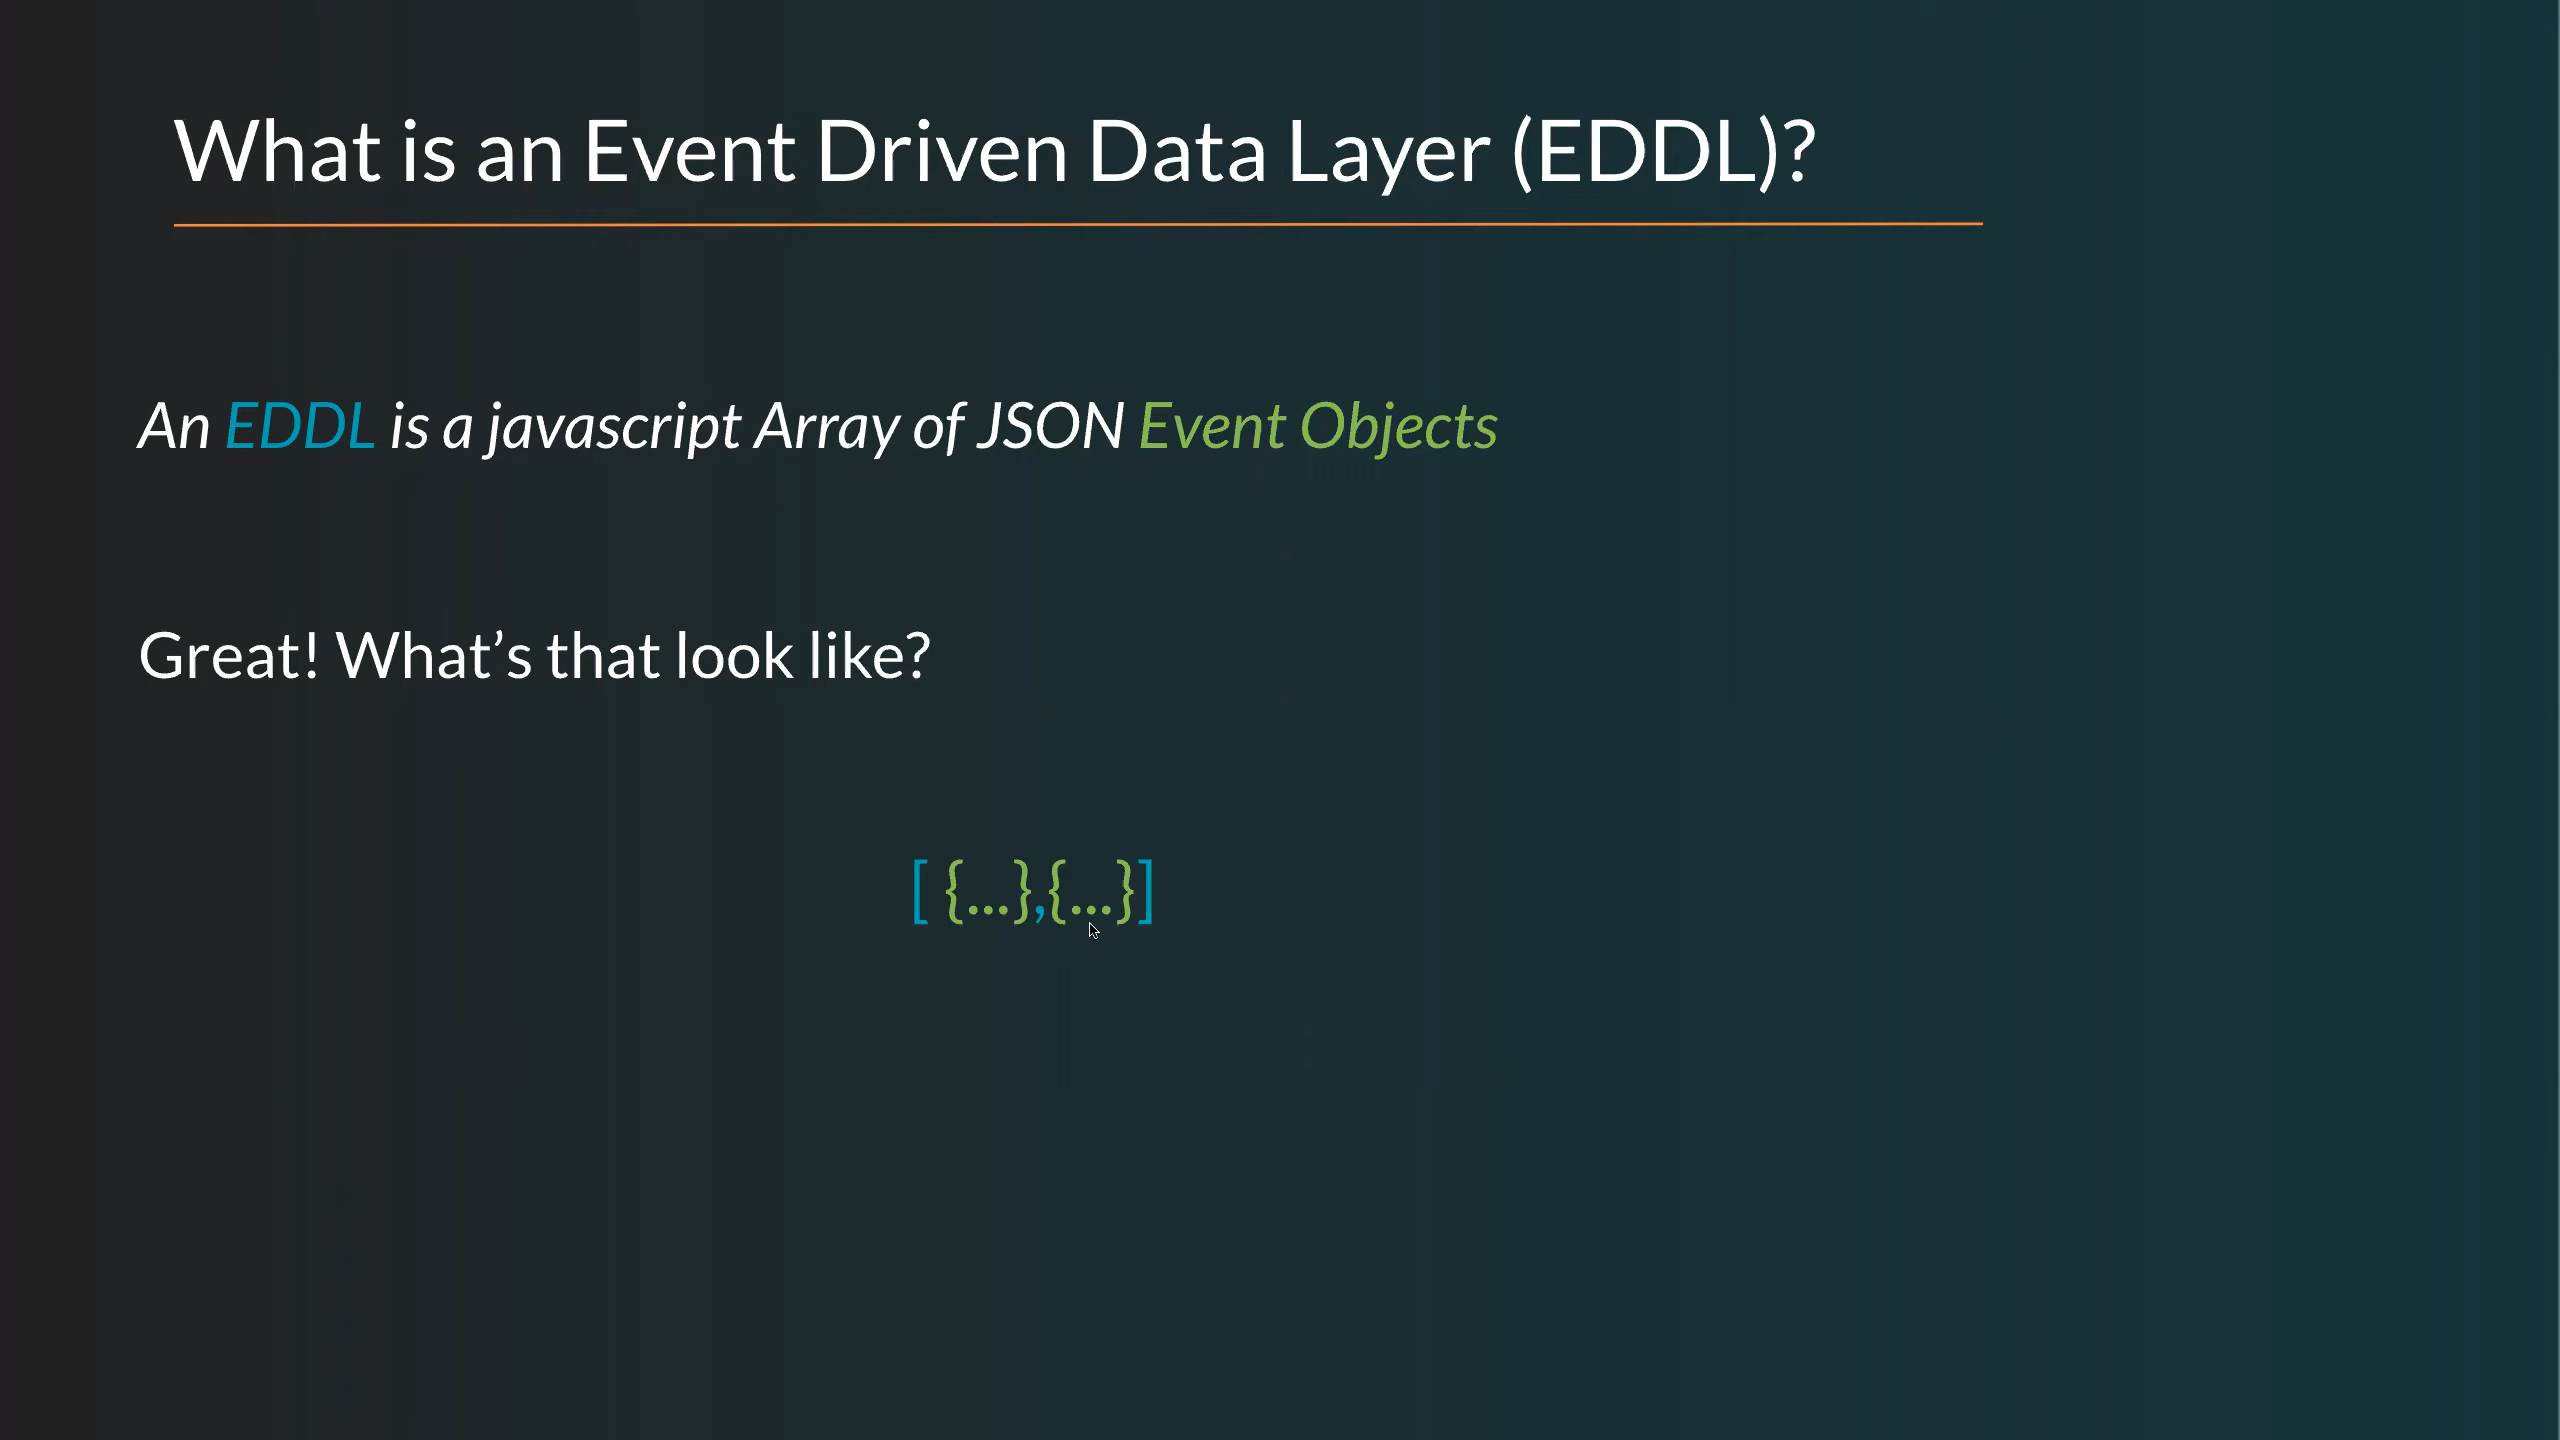 What is an Event Driven Data Layer (EDDL)?
An EDDL is a javascript Array of JSON Event Objects
Great! What’s that look like?
[ {...},{...}]